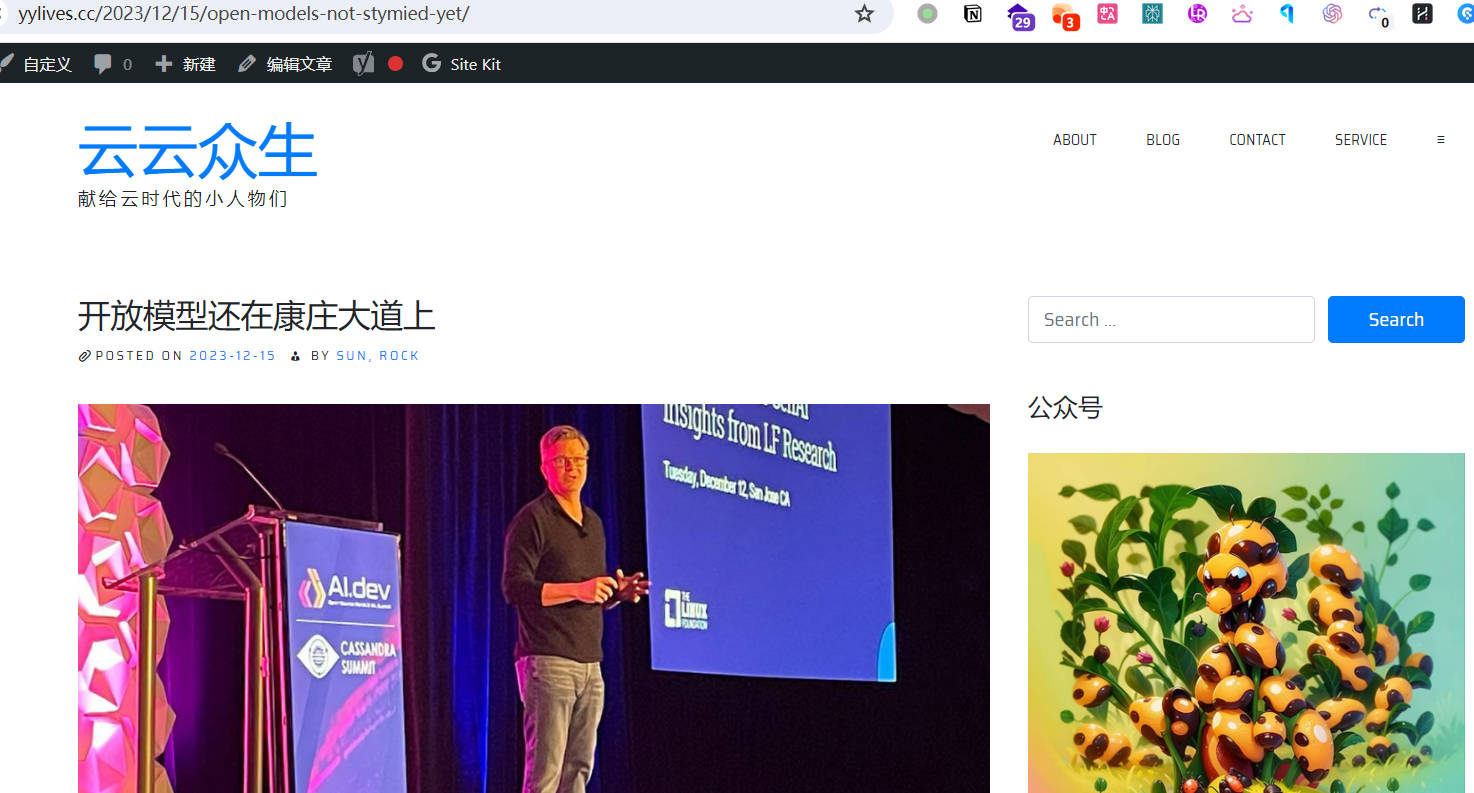 yylives.cc/2023/12/15/open-models-not-stymied-yet/
29
3
0
自定义 0 新建 编辑文章 Site Kit
云云众生
献给云时代的小人物们
ABOUT BLOG CONTACT SERVICE
开放模型还在康庄大道上
POSTED ON 2023-12-15 BY SUN, ROCK
Search ...
Search
公众号
Insights from LF Research
Tuesday, December 12, San Jose CA
THE
LINUX
FOUNDATION
AI.dev
CASSANDRA
SUMMIT